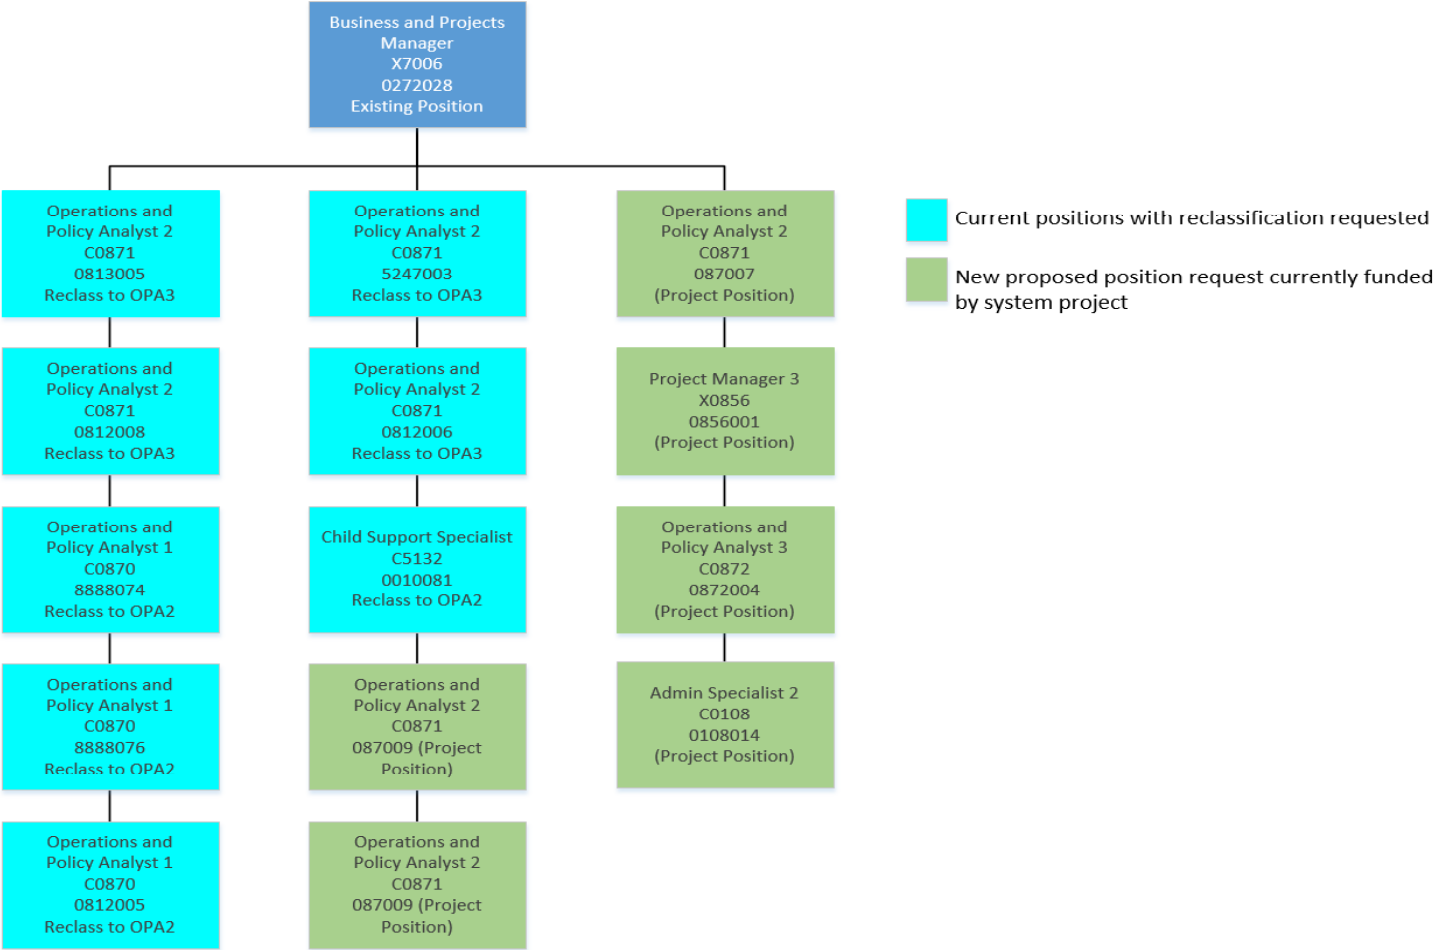 Business and Projects
Manager
X7006
0272028
Existing Position
Operations and
Policy Analyst 2
C0871
0813005
Reclass to OPA3
Operations and
Policy Analyst 2
C0871
0812008
Reclass to OPA3
Operations and
Policy Analyst 1
C0870
8888074
Reclass to OPA2
Operations and
Policy Analyst 1
C0870
8888076
Reclass to OPA2
Operations and
Policy Analyst 1
C0870
0812005
Reclass to OPA2
Operations and
Policy Analyst 2
C0871
5247003
Reclass to OPA3
Operations and
Policy Analyst 2
C0871
0812006
Reclass to OPA3
Child Support Specialist
C5132
0010081
Reclass to OPA2
Operations and
Policy Analyst 2
C0871
087009 (Project
Position)
Operations and
Policy Analyst 2
C0871
087009 (Project
Position)
Operations and
Policy Analyst 2
C0871
087007
(Project Position)
Project Manager 3
X0856
0856001
(Project Position)
Operations and
Policy Analyst 3
C0872
0872004
(Project Position)
Admin Specialist 2
C0108
0108014
(Project Position)
Current positions with reclassification requested
New proposed position request currently funded
by system project